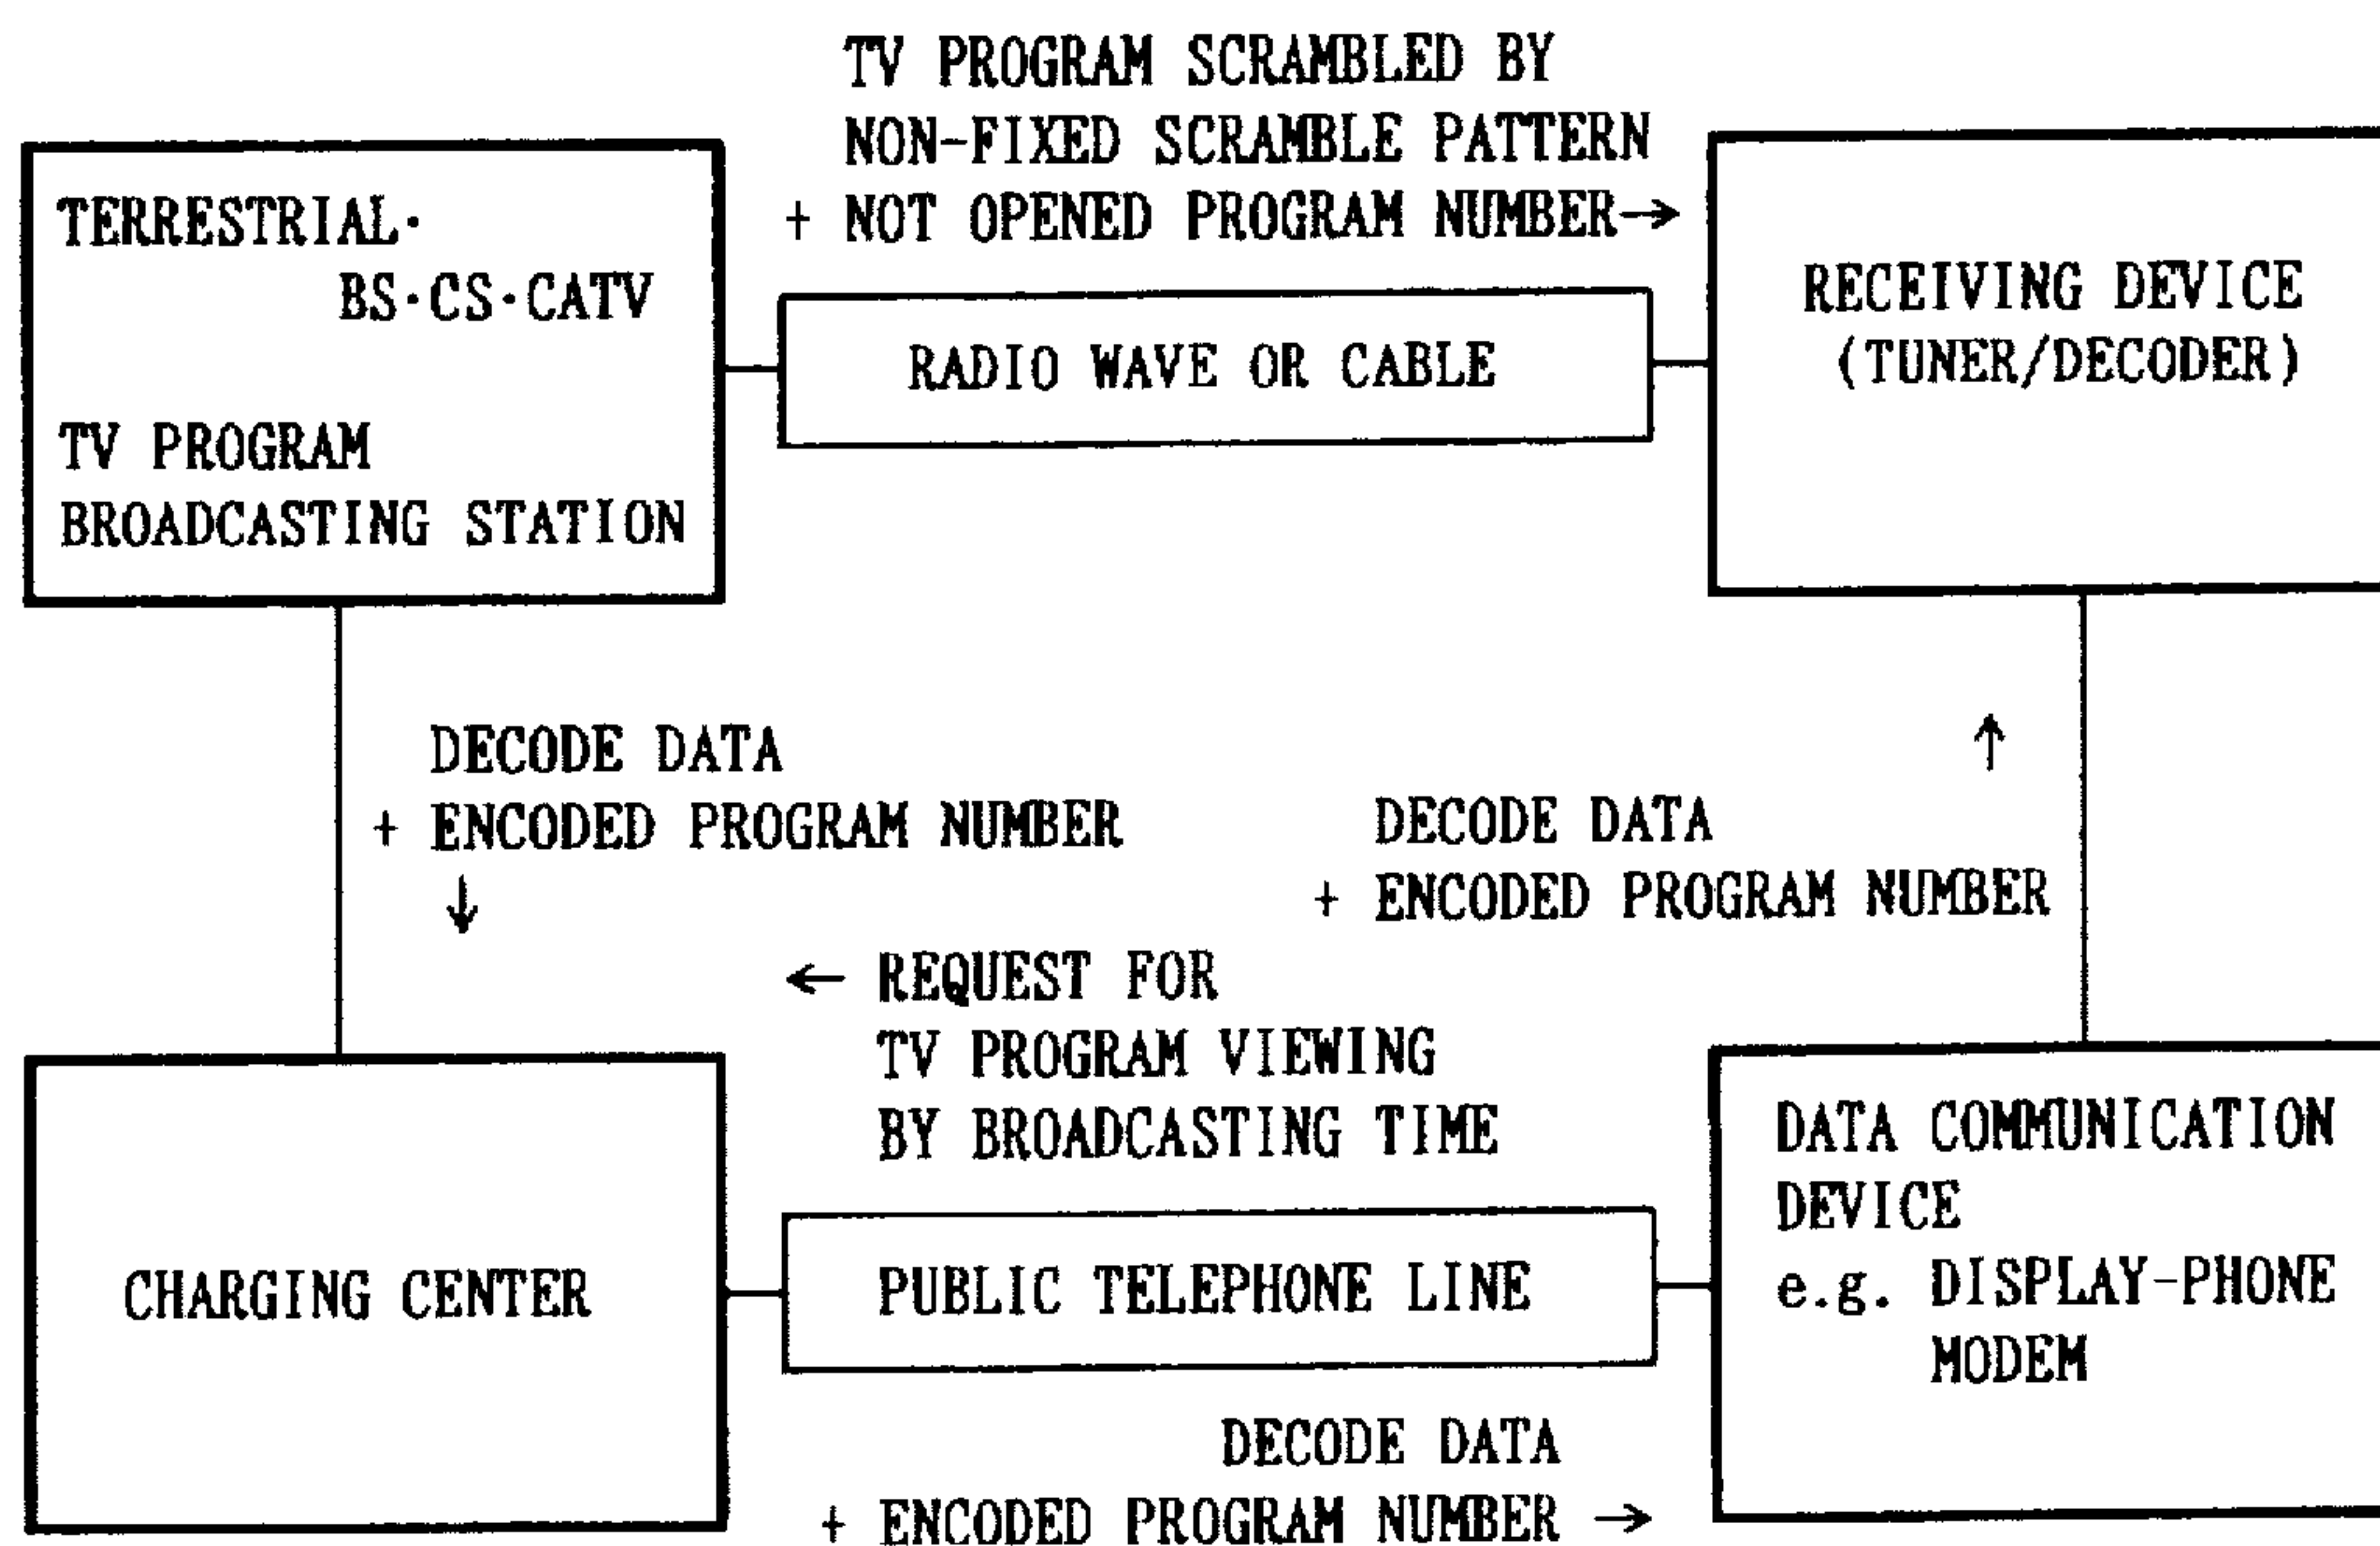 TV PROGRAM SCRAMBLED BY
NON-FIXED SCRAMBLE PATTERN
+ NOT OPENED PROGRAM NUMBER→
TERRESTRIAL·
BS·CS·CATV
TV PROGRAM
BROADCASTING STATION
RADIO WAVE OR CABLE
RECEIVING DEVICE
(TUNER/DECODER)
DECODE DATA
+ ENCODED PROGRAM NUMBER
↓
↑
DECODE DATA
+ ENCODED PROGRAM NUMBER
← REQUEST FOR
TV PROGRAM VIEWING
BY BROADCASTING TIME
CHARGING CENTER
PUBLIC TELEPHONE LINE
DATA COMMUNICATION
DEVICE
e.g. DISPLAY-PHONE
MODEM
DECODE DATA
+ ENCODED PROGRAM NUMBER →